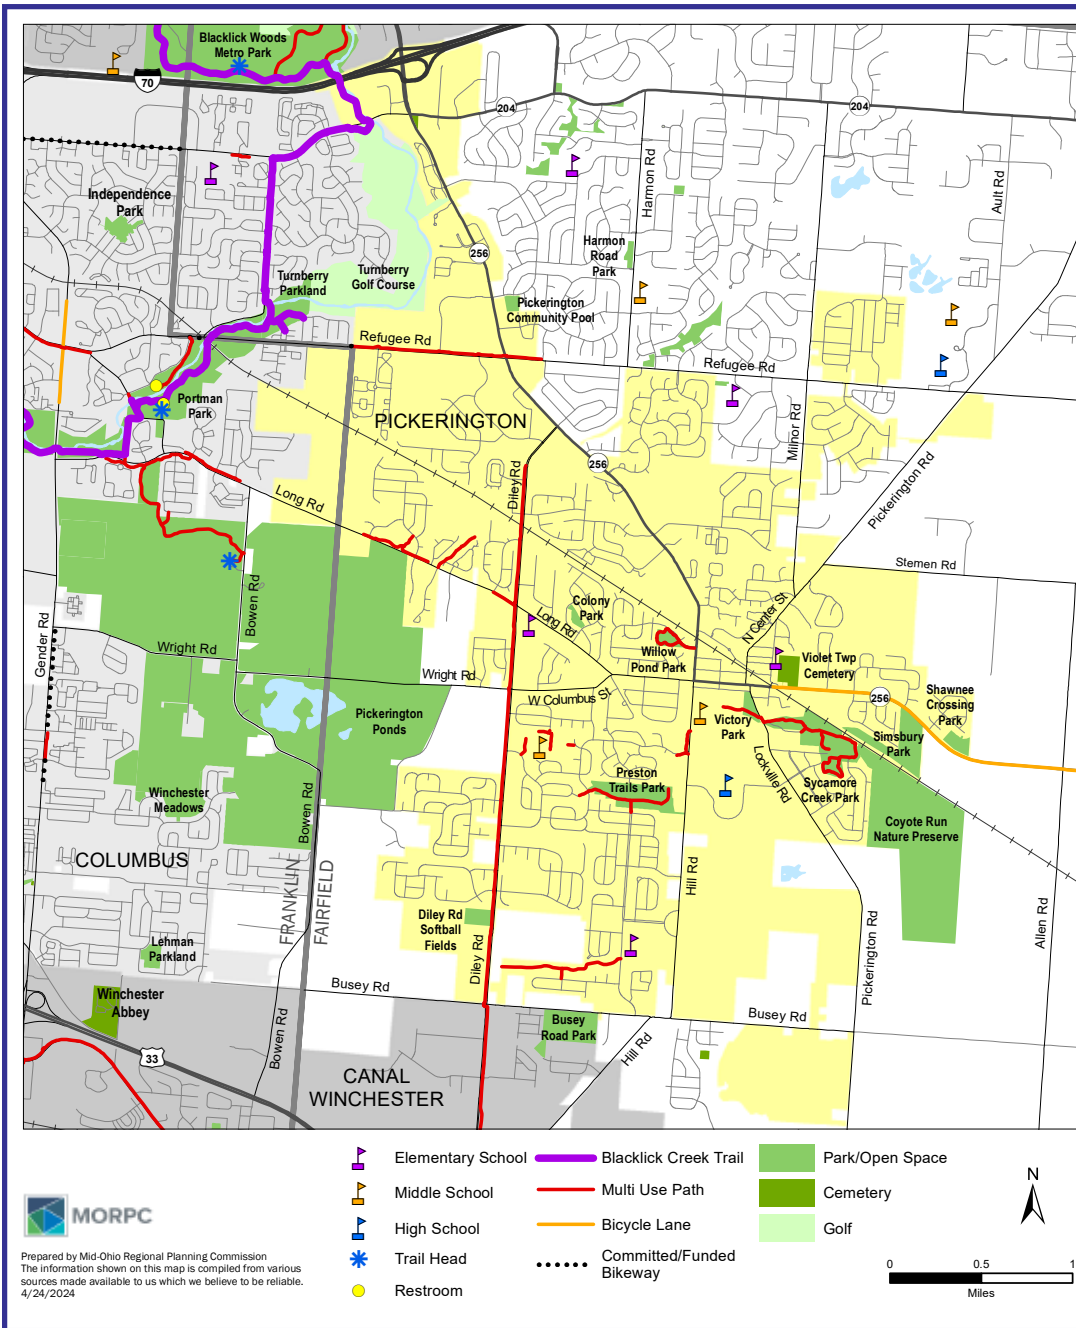 Blacklick Woods
Metro Park
70
204
204
Independence
Park
Harmon Rd
Ault Rd
Harmon
Road
Park
256
Turnberry
Parkland
Turnberry
Golf Course
Pickerington
Community Pool
Refugee Rd
Refugee Rd
Portman
Park
PICKERINGTON
Milnor Rd
256
Diley Rd
Long Rd
Pickerington Rd
Stemen Rd
Bowen Rd
Colony
Park
Long Rd
N Center St
Gender Rd
Wright Rd
Wright Rd
Willow
Pond Park
Violet Twp
Cemetery
W Columbus St
256
Shawnee
Crossing
Park
Pickerington
Ponds
Victory
Park
Simsbury
Park
Lockville Rd
Preston
Trails Park
Sycamore
Creek Park
Winchester
Meadows
Bowen Rd
Coyote Run
Nature Preserve
COLUMBUS
FRANKLIN
FAIRFIELD
Hill Rd
Diley Rd
Softball
Fields
Diley Rd
Pickerington Rd
Allen Rd
Lehman
Parkland
Busey Rd
Busey Rd
Winchester
Abbey
Bowen Rd
Busey
Road Park
Hill Rd
33
CANAL
WINCHESTER
Elementary School
Middle School
High School
Trail Head
Restroom
Blacklick Creek Trail
Multi Use Path
Bicycle Lane
Committed/Funded
Bikeway
Park/Open Space
Cemetery
Golf
N
0 0.5 1
Miles
MORPC
Prepared by Mid-Ohio Regional Planning Commission
The information shown on this map is compiled from various
sources made available to us which we believe to be reliable.
4/24/2024